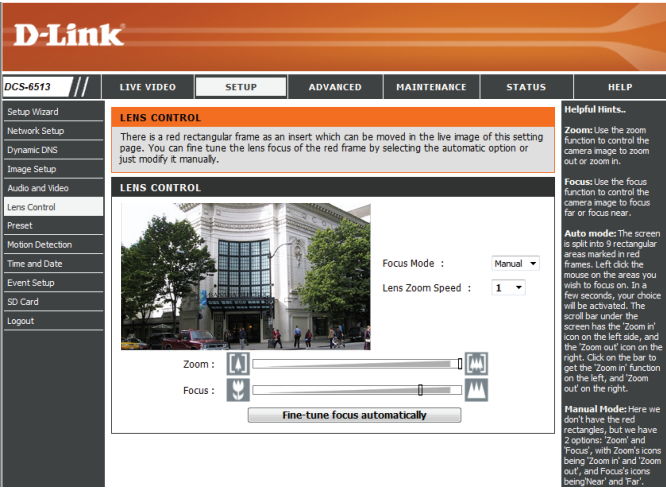 D-Link
DCS-6513
LIVE VIDEO
SETUP
ADVANCED
MAINTENANCE
STATUS
HELP
Setup Wizard
Network Setup
Dynamic DNS
Image Setup
Audio and Video
Lens Control
Preset
Motion Detection
Time and Date
Event Setup
SD Card
Logout
LENS CONTROL
There is a red rectangular frame as an insert which can be moved in the live image of this setting
page. You can fine tune the lens focus of the red frame by selecting the automatic option or
just modify it manually.
LENS CONTROL
Focus Mode :
Manual
Lens Zoom Speed :
1
Zoom :
Focus :
Fine-tune focus automatically
Helpful Hints..
Zoom: Use the zoom
function to control the
camera image to zoom
out or zoom in.
Focus: Use the focus
function to control the
camera image to focus
far or focus near.
Auto mode: The screen
is split into 9 rectangular
areas marked in red
frames. Left click the
mouse on the areas you
wish to focus on. In a
few seconds, your choice
will be activated. The
scroll bar under the
screen has the 'Zoom in'
icon on the left side, and
the 'Zoom out' icon on the
right. Click on the bar to
get the 'Zoom in' function
on the left, and 'Zoom
out' on the right.
Manual Mode: Here we
don't have the red
rectangles, but we have
2 options: 'Zoom' and
'Focus', with Zoom's icons
being 'Zoom in' and 'Zoom
out', and Focus's icons
being'Near' and 'Far'.